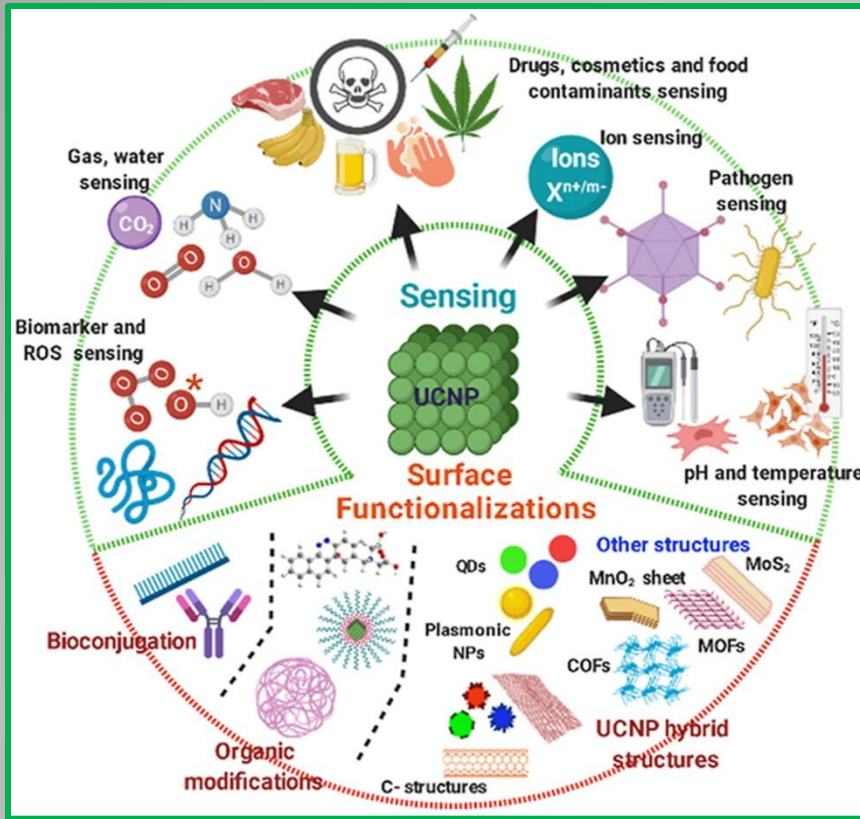 Drugs, cosmetics and food
contaminants sensing
Ion sensing
Ions
Xn+/m-
Pathogen
sensing
Gas, water
sensing
CO₂
N
H
H
H
O
O
H
O
H
Sensing
Biomarker and
ROS sensing
O
O
O
*
O
H
UCNP
°F
°C
pH and temperature
sensing
Surface
Functionalizations
Bioconjugation
Organic
modifications
QDs
Plasmonic
NPs
C- structures
Other structures
MnO₂ sheet
MoS₂
MOFs
COFs
UCNP hybrid
structures